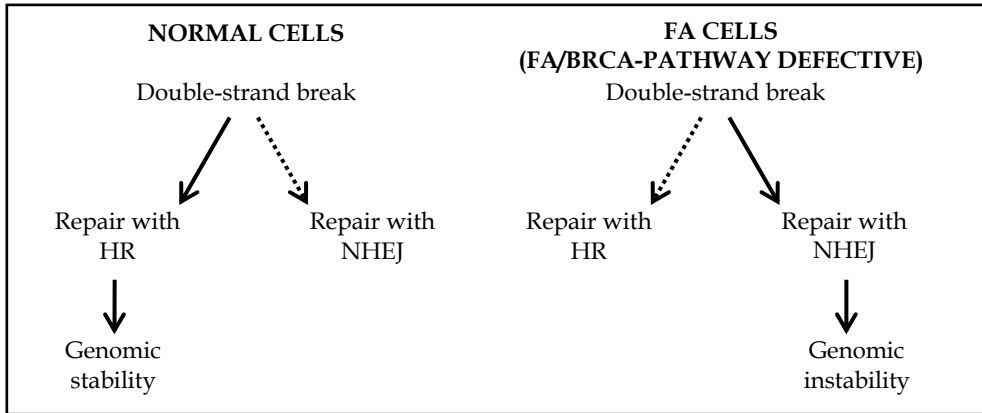 NORMAL CELLS
Double-strand break
Repair with
HR
Repair with
NHEJ
Genomic
stability
FA CELLS
(FA/BRCA-PATHWAY DEFECTIVE)
Double-strand break
Repair with
HR
Repair with
NHEJ
Genomic
instability